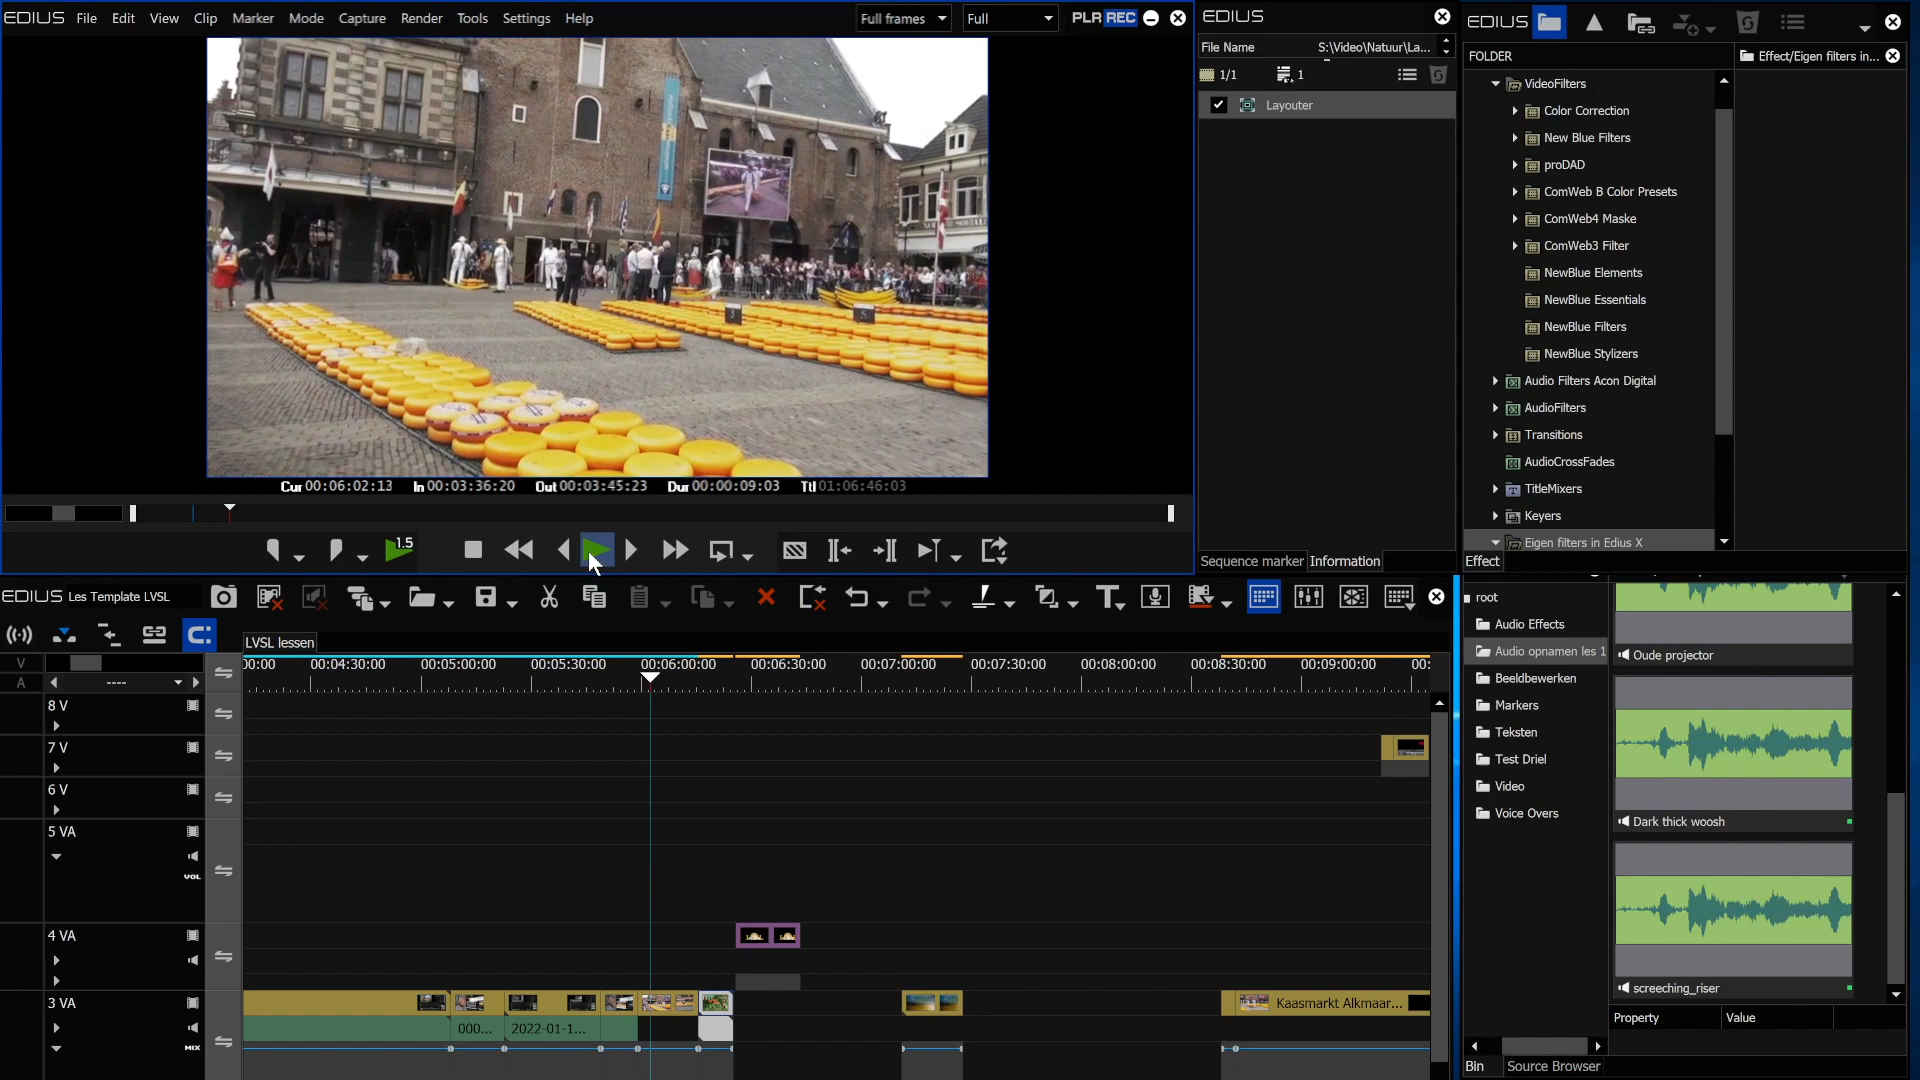 EDIUS File Edit View Clip Marker Mode Capture Render Tools Settings Help Full frames Full PLR REC
Cur 00:06:02:13 In 00:03:36:20 Out 00:03:45:23 Dur 00:00:09:03 Ttl 01:06:46:03
1.5
EDIUS
File Name S:\Video\Natuur\La...
1/1 1
Layouter
Sequence marker Information
EDIUS
FOLDER
Effect/Eigen filters in...
VideoFilters
Color Correction
New Blue Filters
proDAD
ComWeb B Color Presets
ComWeb4 Maske
ComWeb3 Filter
NewBlue Elements
NewBlue Essentials
NewBlue Filters
NewBlue Stylizers
Audio Filters Acon Digital
AudioFilters
Transitions
AudioCrossFades
TitleMixers
Keyers
Eigen filters in Edius X
Effect
EDIUS Les Template LVSL
LVSL lessen
V
A
----
00:00 00:04:30:00 00:05:00:00 00:05:30:00 00:06:00:00 00:06:30:00 00:07:00:00 00:07:30:00 00:08:00:00 00:08:30:00 00:09:00:00 00:
8 V
7 V
6 V
5 VA
VOL
4 VA
3 VA
MIX
000...
2022-01-1...
Kaasmarkt Alkmaar...
root
Audio Effects
Audio opnamen les 1
Beeldbewerken
Markers
Teksten
Test Driel
Video
Voice Overs
Oude projector
Dark thick woosh
screeching_riser
Property Value
Bin Source Browser